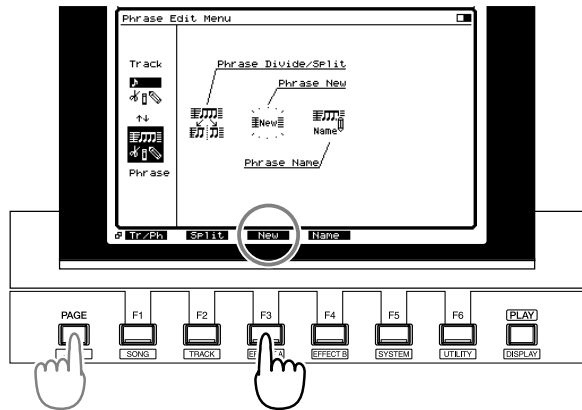 Phrase Edit Menu
Track
Phrase Divide/Split
Phrase New
New
Name
Phrase Name
Phrase
Tr/Ph Split New Name
PAGE F1 F2 F3 F4 F5 F6 PLAY
SONG TRACK EFFECT B SYSTEM UTILITY DISPLAY